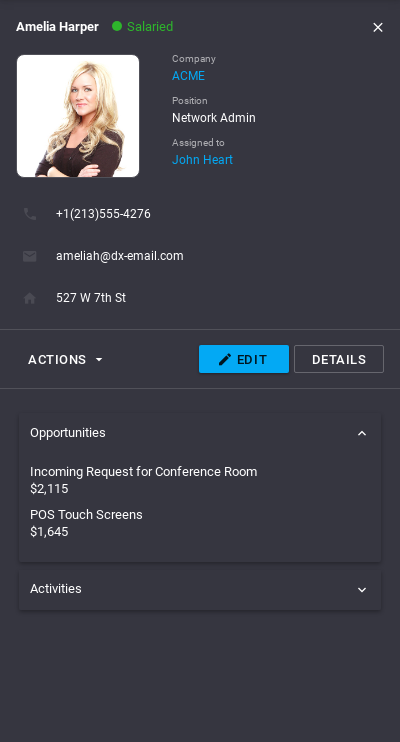 Amelia Harper Salaried
Company
ACME
Position
Network Admin
Assigned to
John Heart
+1(213)555-4276
ameliah@dx-email.com
527 W 7th St
ACTIONS EDIT DETAILS
Opportunities
Incoming Request for Conference Room
$2,115
POS Touch Screens
$1,645
Activities